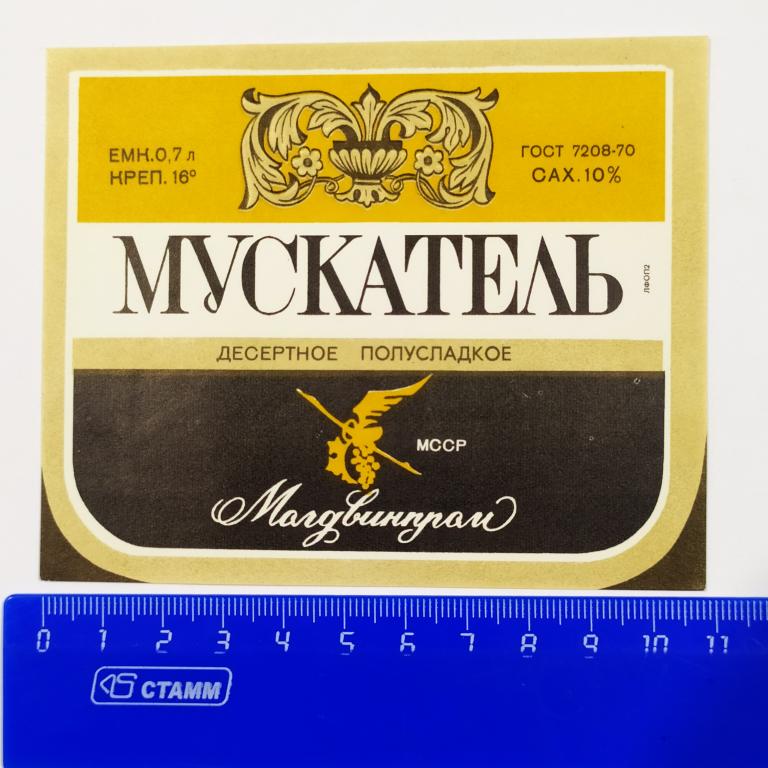 ЕМК.0,7 л
КРЕП. 16º
ГОСТ 7208-70
САХ. 10%
МУСКАТЕЛЬ
ЛФОП2
ДЕСЕРТНОЕ ПОЛУСЛАДКОЕ
МССР
Молдвинпром
0 1 2 3 4 5 6 7 8 9 10 11
СТАММ